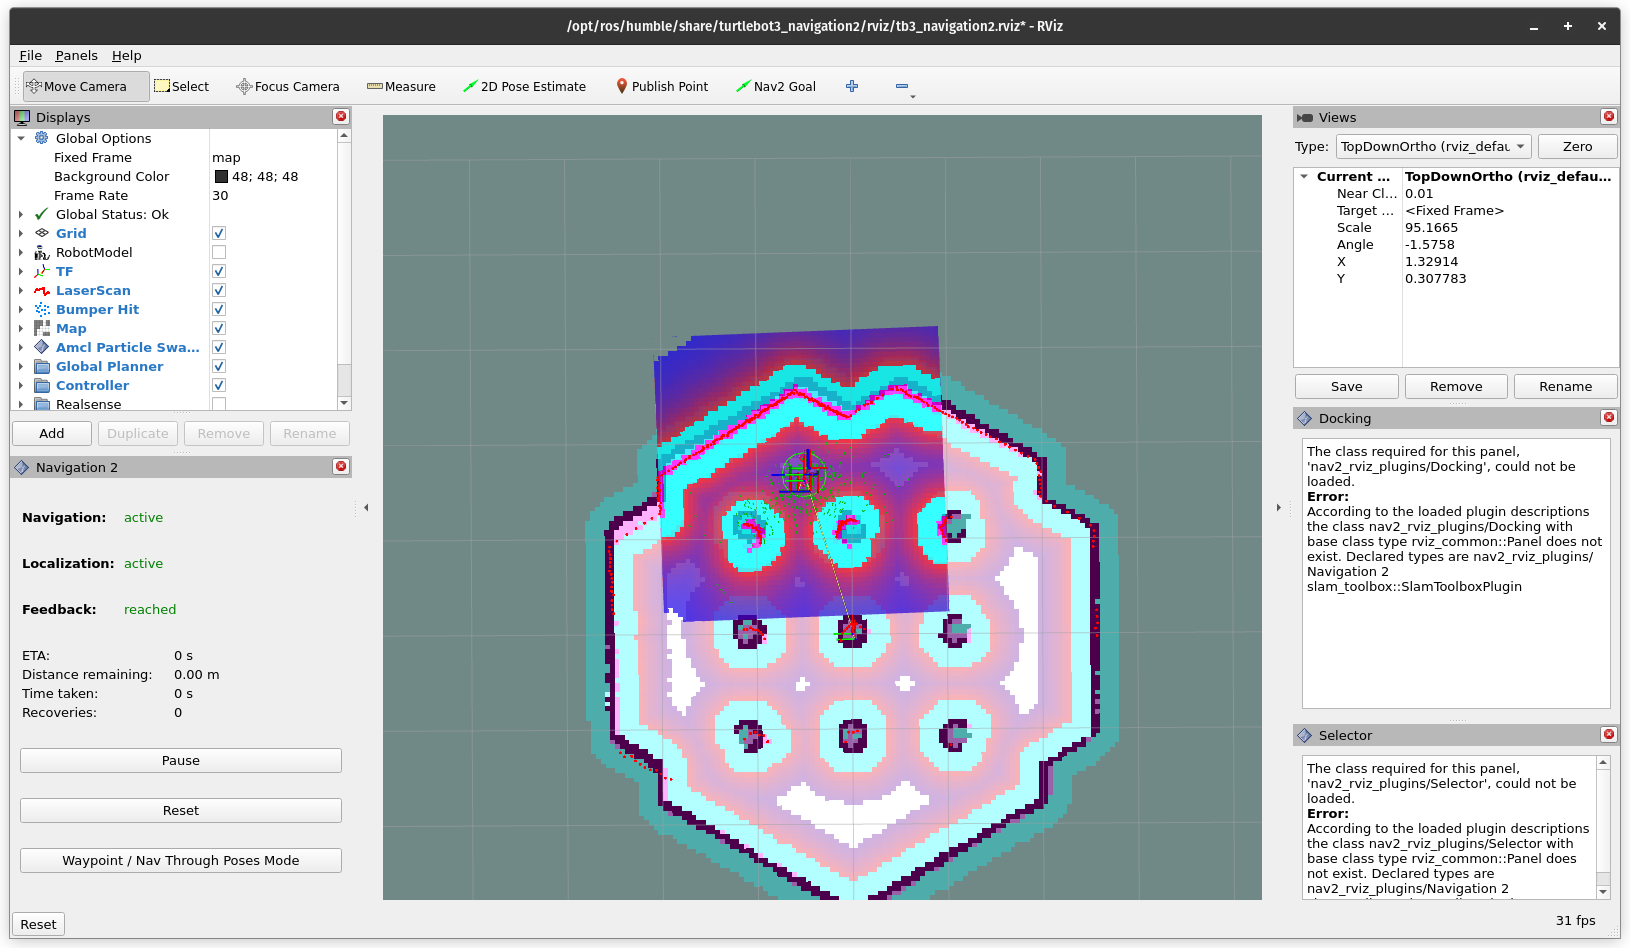 /opt/ros/humble/share/turtlebot3_navigation2/rviz/tb3_navigation2.rviz* - RViz
File Panels Help
Move Camera Select Focus Camera Measure 2D Pose Estimate Publish Point Nav2 Goal
Displays
Global Options
Fixed Frame map
Background Color 48; 48; 48
Frame Rate 30
Global Status: Ok
Grid
RobotModel
TF
LaserScan
Bumper Hit
Map
Amcl Particle Swa...
Global Planner
Controller
Realsense
Add Duplicate Remove Rename
Navigation 2
Navigation: active
Localization: active
Feedback: reached
ETA: 0 s
Distance remaining: 0.00 m
Time taken: 0 s
Recoveries: 0
Pause
Reset
Waypoint / Nav Through Poses Mode
Reset
Views
Type: TopDownOrtho (rviz_defau Zero
Current ... TopDownOrtho (rviz_defau...
Near Cl... 0.01
Target ... <Fixed Frame>
Scale 95.1665
Angle -1.5758
X 1.32914
Y 0.307783
Save Remove Rename
Docking
The class required for this panel,
'nav2_rviz_plugins/Docking', could not be
loaded.
Error:
According to the loaded plugin descriptions
the class nav2_rviz_plugins/Docking with
base class type rviz_common::Panel does not
exist. Declared types are nav2_rviz_plugins/
Navigation 2
slam_toolbox::SlamToolboxPlugin
Selector
The class required for this panel,
'nav2_rviz_plugins/Selector', could not be
loaded.
Error:
According to the loaded plugin descriptions
the class nav2_rviz_plugins/Selector with
base class type rviz_common::Panel does
not exist. Declared types are
nav2_rviz_plugins/Navigation 2
31 fps